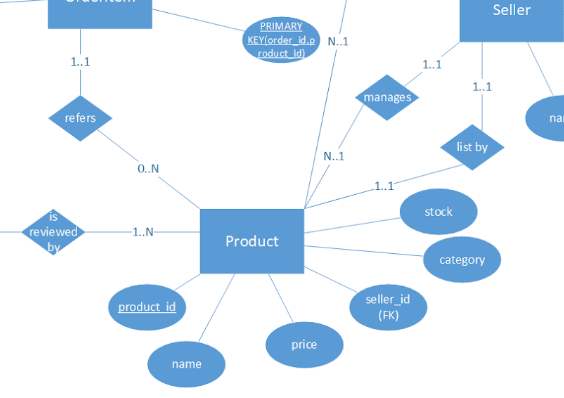 OrderItem
PRIMARY
KEY(order_id,p
roduct_id)
Seller
N..1
1..1
1..1
manages
1..1
refers
list by
N..1
0..N
1..1
stock
is
reviewed
by
1..N
Product
category
product_id
seller_id
(FK)
name
price